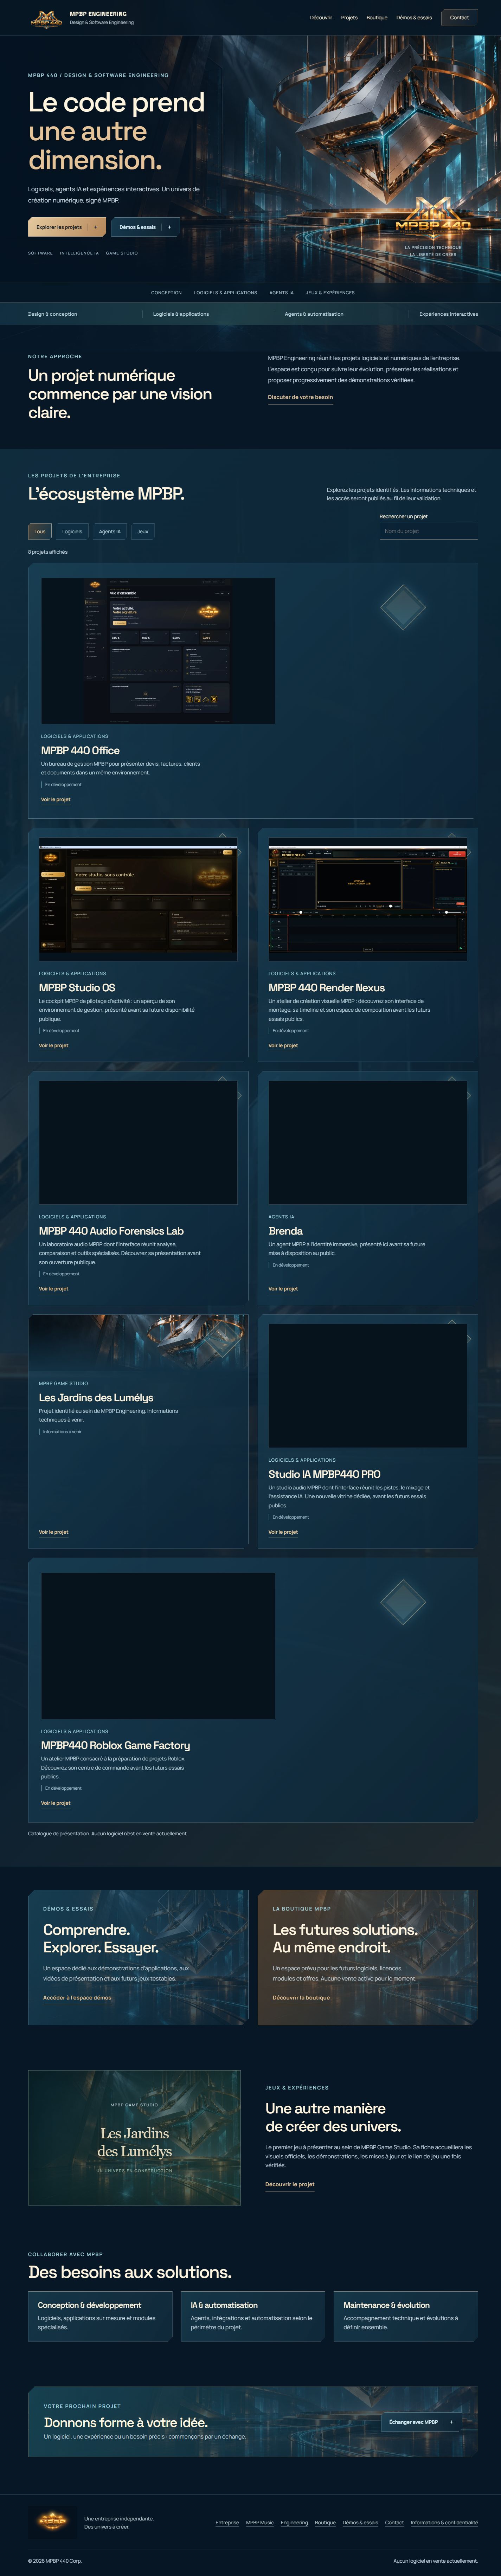 MPBP ENGINEERING
Design & Software Engineering
Découvrir Projets Boutique Démos & essais Contact
MPBP 440 / DESIGN & SOFTWARE ENGINEERING
Le code prend
une autre
dimension.
Logiciels, agents IA et expériences interactives. Un univers de
création numérique, signé MPBP.
Explorer les projets +
Démos & essais +
SOFTWARE INTELLIGENCE IA GAME STUDIO
MPBP 440
LA PRÉCISION TECHNIQUE
LA LIBERTÉ DE CRÉER
CONCEPTION LOGICIELS & APPLICATIONS AGENTS IA JEUX & EXPÉRIENCES
Design & conception Logiciels & applications Agents & automatisation Expériences interactives
NOTRE APPROCHE
Un projet numérique
commence par une vision
claire.
MPBP Engineering réunit les projets logiciels et numériques de l'entreprise.
L'espace est conçu pour suivre leur évolution, présenter les réalisations et
proposer progressivement des démonstrations vérifiées.
Discuter de votre besoin
LES PROJETS DE L'ENTREPRISE
L'écosystème MPBP.
Explorez les projets identifiés. Les informations techniques et
les accès seront publiés au fil de leur validation.
Tous Logiciels Agents IA Jeux
Rechercher un projet
Nom du projet
8 projets affichés
Vue d'ensemble
Votre activité,
LOGICIELS & APPLICATIONS
MPBP 440 Office
Un bureau de gestion MPBP pour présenter devis, factures, clients
et documents dans un même environnement.
En développement
Voir le projet
Votre studio, sous contrôle.
LOGICIELS & APPLICATIONS
MPBP Studio OS
Le cockpit MPBP de pilotage d'activité : un aperçu de son
environnement de gestion, présenté avant sa future disponibilité
publique.
En développement
Voir le projet
RENDER NEXUS
LOGICIELS & APPLICATIONS
MPBP 440 Render Nexus
Un atelier de création visuelle MPBP : découvrez son interface de
montage, sa timeline et son espace de composition avant les futurs
essais publics.
En développement
Voir le projet
LOGICIELS & APPLICATIONS
MPBP 440 Audio Forensics Lab
Un laboratoire audio MPBP dont l'interface réunit analyse,
comparaison et outils spécialisés. Découvrez sa présentation avant
son ouverture publique.
En développement
Voir le projet
AGENTS IA
Brenda
Un agent MPBP à l'identité immersive, présenté ici avant sa future
mise à disposition au public.
En développement
Voir le projet
MPBP GAME STUDIO
Les Jardins des Lumélys
Projet identifié au sein de MPBP Engineering. Informations
techniques à venir.
Informations à venir
Voir le projet
LOGICIELS & APPLICATIONS
Studio IA MPBP440 PRO
Un studio audio MPBP dont l'interface réunit les pistes, le mixage et
l'assistance IA. Une nouvelle vitrine dédiée, avant les futurs essais
publics.
En développement
Voir le projet
LOGICIELS & APPLICATIONS
MPBP440 Roblox Game Factory
Un atelier MPBP consacré à la préparation de projets Roblox.
Découvrez son centre de commande avant les futurs essais
publics.
En développement
Voir le projet
Catalogue de présentation. Aucun logiciel n'est en vente actuellement.
DÉMOS & ESSAIS
Comprendre.
Explorer. Essayer.
Un espace dédié aux démonstrations d'applications, aux
vidéos de présentation et aux futurs jeux testables.
Accéder à l'espace démos
LA BOUTIQUE MPBP
Les futures solutions.
Au même endroit.
Un espace prévu pour les futurs logiciels, licences,
modules et offres. Aucune vente active pour le moment.
Découvrir la boutique
MPBP GAME STUDIO
Les Jardins
des Lumélys
UN UNIVERS EN CONSTRUCTION
JEUX & EXPÉRIENCES
Une autre manière
de créer des univers.
Le premier jeu à présenter au sein de MPBP Game Studio. Sa fiche accueillera les
visuels officiels, les démonstrations, les mises à jour et le lien de jeu une fois
vérifiés.
Découvrir le projet
COLLABORER AVEC MPBP
Des besoins aux solutions.
Conception & développement
Logiciels, applications sur mesure et modules
spécialisés.
IA & automatisation
Agents, intégrations et automatisation selon le
périmètre du projet.
Maintenance & évolution
Accompagnement technique et évolutions à
définir ensemble.
VOTRE PROCHAIN PROJET
Donnons forme à votre idée.
Un logiciel, une expérience ou un besoin précis : commençons par un échange.
Échanger avec MPBP +
Une entreprise indépendante.
Des univers à créer.
Entreprise MPBP Music Engineering Boutique Démos & essais Contact Informations & confidentialité
© 2026 MPBP 440 Corp.
Aucun logiciel en vente actuellement.